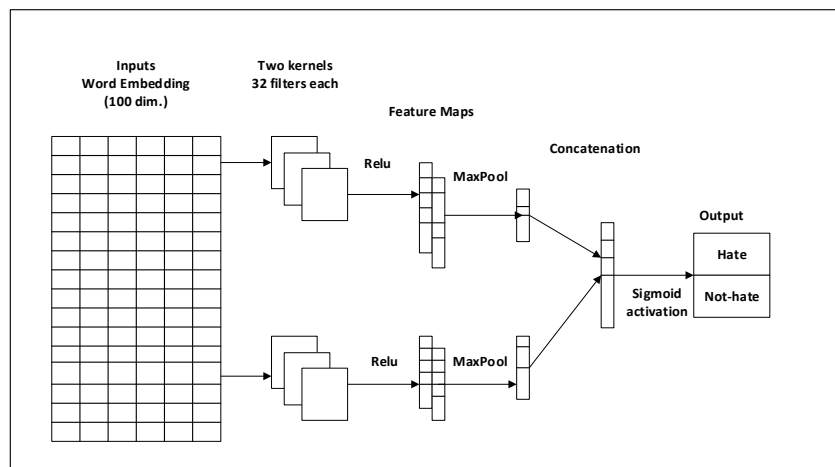 Inputs
Word Embedding
(100 dim.)
Two kernels
32 filters each
Feature Maps
Relu
MaxPool
Concatenation
Output
Hate
Not-hate
Sigmoid
activation
Relu
MaxPool